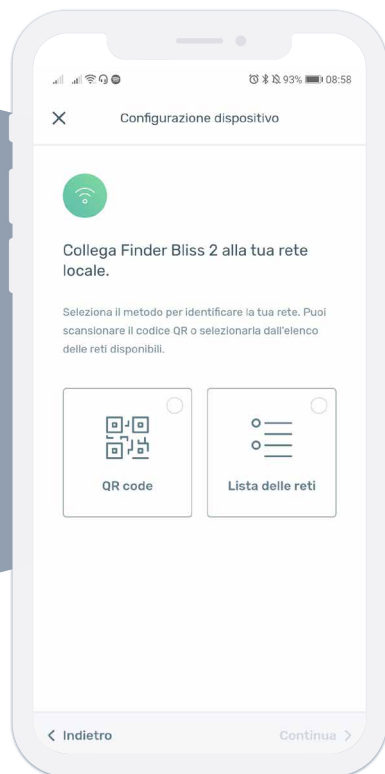 93% 08:58
Configurazione dispositivo
Collega Finder Bliss 2 alla tua rete
locale.
Seleziona il metodo per identificare la tua rete. Puoi
scansionare il codice QR o selezionarla dall'elenco
delle reti disponibili.
QR code
Lista delle reti
Indietro
Continua